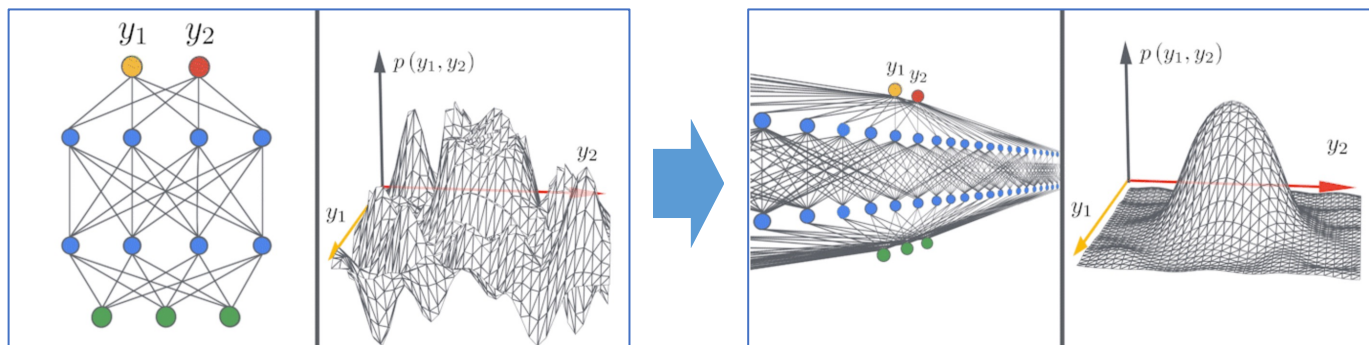 y₁ y₂
p (y₁, y₂)
y₂
y₁
y₁
y₂
p (y₁, y₂)
y₂
y₁